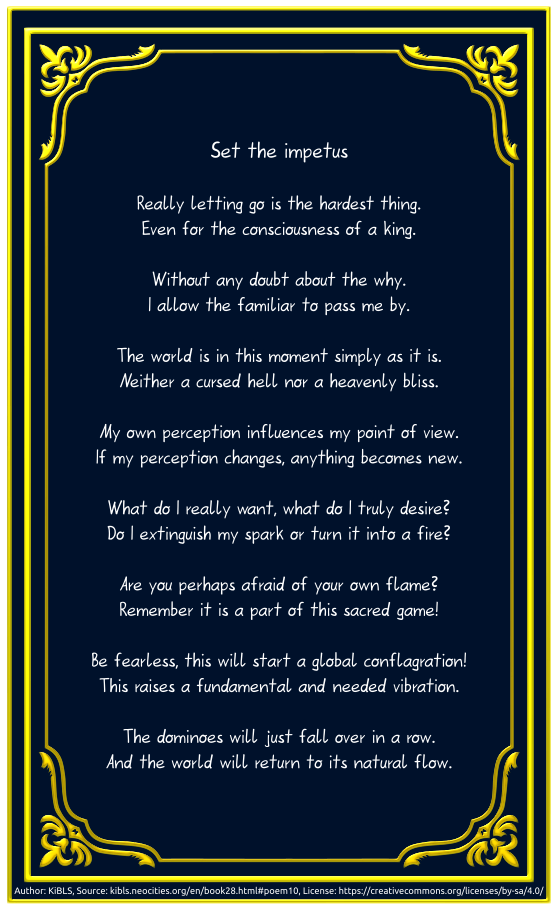 Set the impetus
Really letting go is the hardest thing.
Even for the consciousness of a king.
Without any doubt about the why.
I allow the familiar to pass me by.
The world is in this moment simply as it is.
Neither a cursed hell nor a heavenly bliss.
My own perception influences my point of view.
If my perception changes, anything becomes new.
What do I really want, what do I truly desire?
Do I extinguish my spark or turn it into a fire?
Are you perhaps afraid of your own flame?
Remember it is a part of this sacred game!
Be fearless, this will start a global conflagration!
This raises a fundamental and needed vibration.
The dominoes will just fall over in a row.
And the world will return to its natural flow.
Author: KiBLS, Source: kibls.neocities.org/en/book28.html#poem10, License: https://creativecommons.org/licenses/by-sa/4.0/